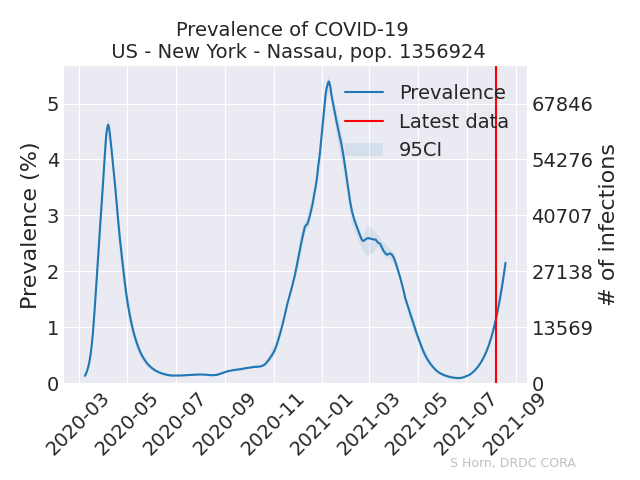 Prevalence of COVID-19
US - New York - Nassau, pop. 1356924
Prevalence
Latest data
95CI
Prevalence (%)
5
4
3
2
1
0
67846
54276
40707
27138
13569
0
# of infections
2020-03
2020-05
2020-07
2020-09
2020-11
2021-01
2021-03
2021-05
2021-07
2021-09
S Horn, DRDC CORA